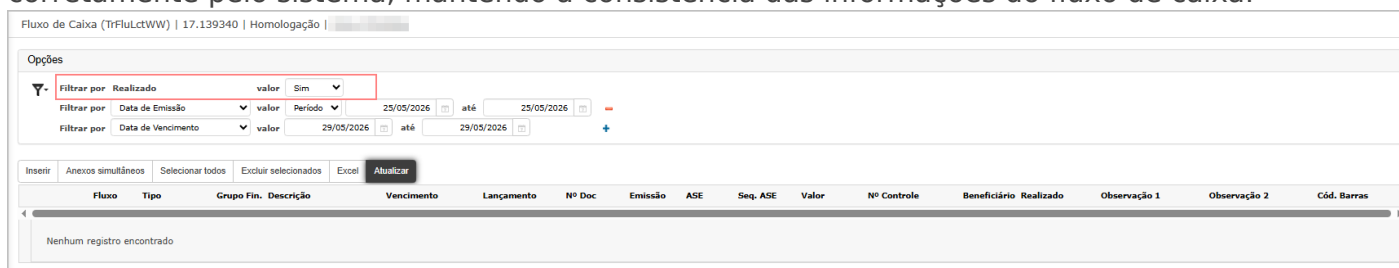 corretamente pelo sistema, mantendo a consistência das informações do fluxo de caixa.
Fluxo de Caixa (TrFluLctWW) | 17.139340 | Homologação |
Opções
Filtrar por Realizado valor Sim
Filtrar por Data de Emissão valor Período 25/05/2026 até 25/05/2026
Filtrar por Data de Vencimento valor 29/05/2026 até 29/05/2026
Inserir Anexos simultâneos Selecionar todos Excluir selecionados Excel Atualizar
Fluxo Tipo Grupo Fin. Descrição Vencimento Lançamento Nº Doc Emissão ASE Seq. ASE Valor Nº Controle Beneficiário Realizado Observação 1 Observação 2 Cód. Barras
Nenhum registro encontrado